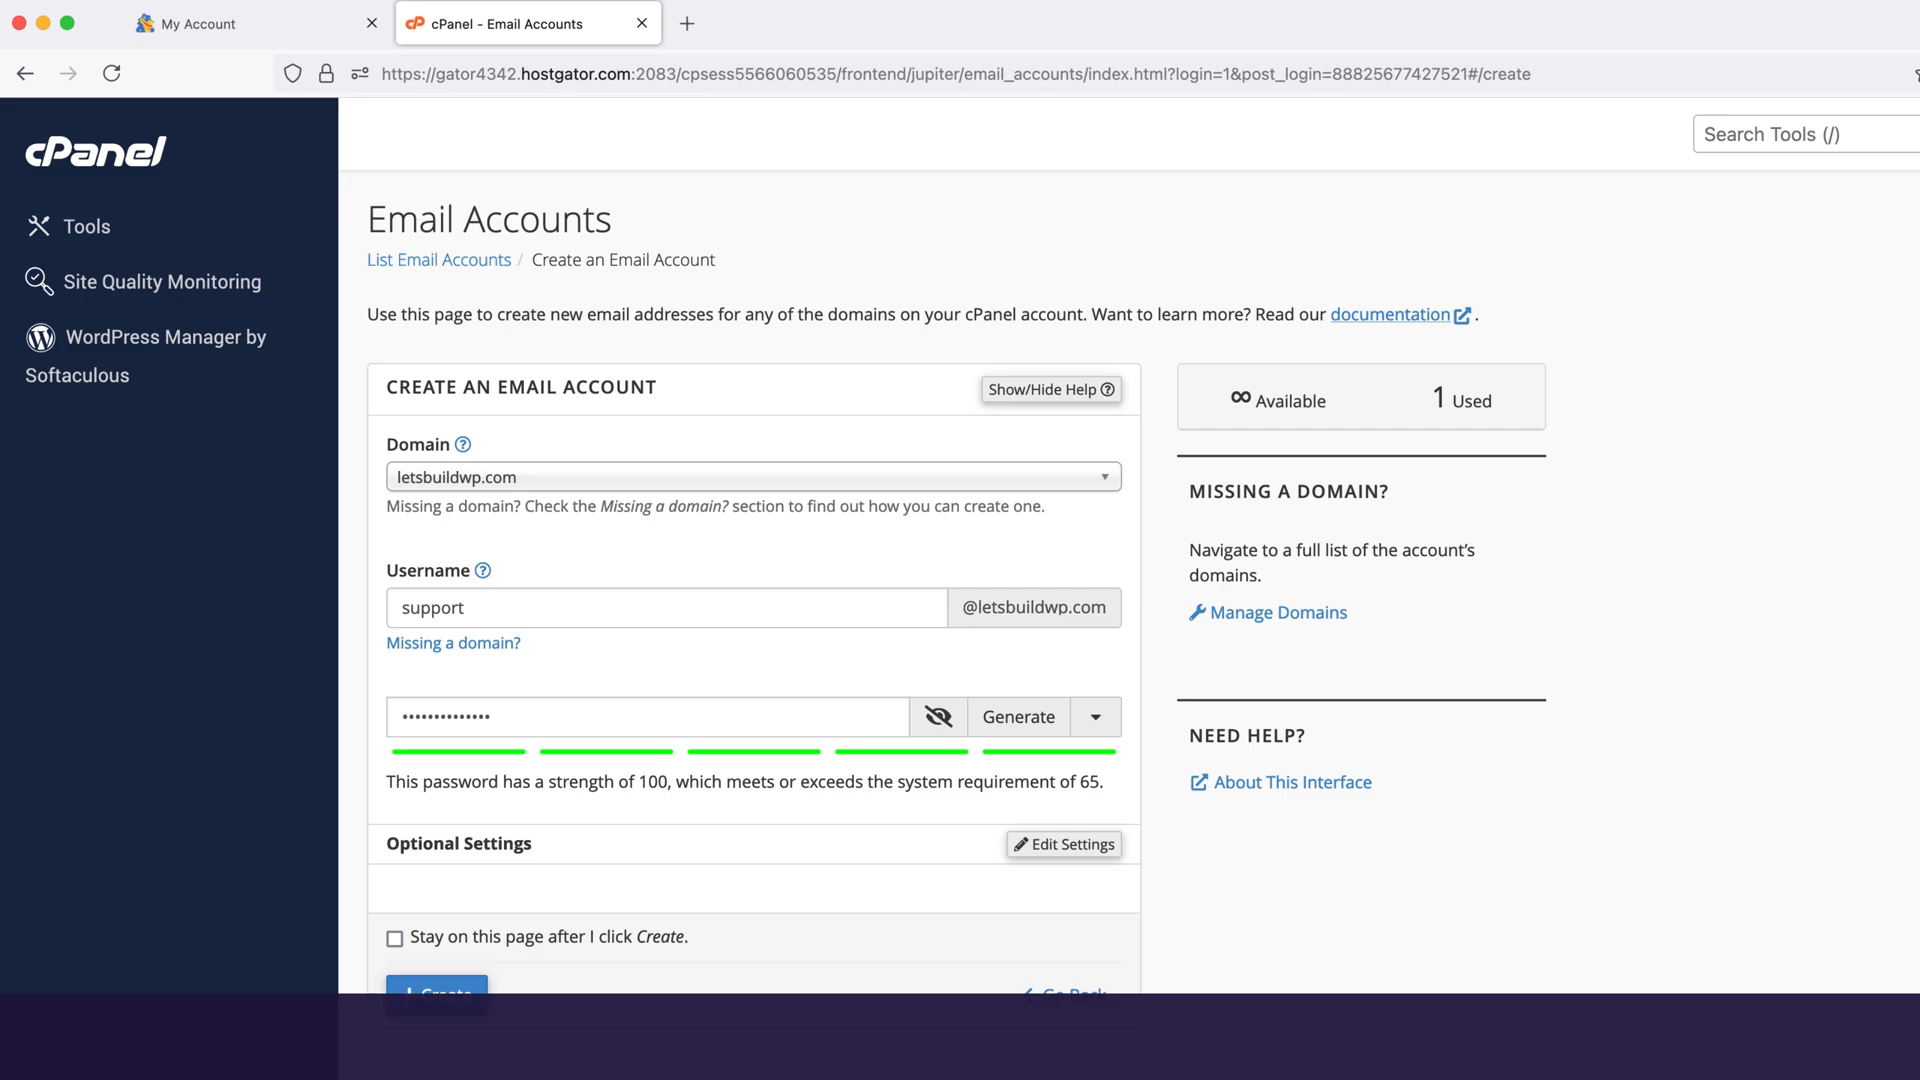 My Account
cPanel - Email Accounts
https://gator4342.hostgator.com:2083/cpsess5566060535/frontend/jupiter/email_accounts/index.html?login=1&post_login=88825677427521#/create
cPanel
Search Tools (/)
Tools
Site Quality Monitoring
WordPress Manager by
Softaculous
Email Accounts
List Email Accounts / Create an Email Account
Use this page to create new email addresses for any of the domains on your cPanel account. Want to learn more? Read our documentation.
CREATE AN EMAIL ACCOUNT
Show/Hide Help
∞ Available 1 Used
Domain
letsbuildwp.com
Missing a domain? Check the Missing a domain? section to find out how you can create one.
MISSING A DOMAIN?
Navigate to a full list of the account's
domains.
Manage Domains
Username
support @letsbuildwp.com
Missing a domain?
•••••••••••••• Generate
This password has a strength of 100, which meets or exceeds the system requirement of 65.
NEED HELP?
About This Interface
Optional Settings
Edit Settings
Stay on this page after I click Create.
Create
Go Back